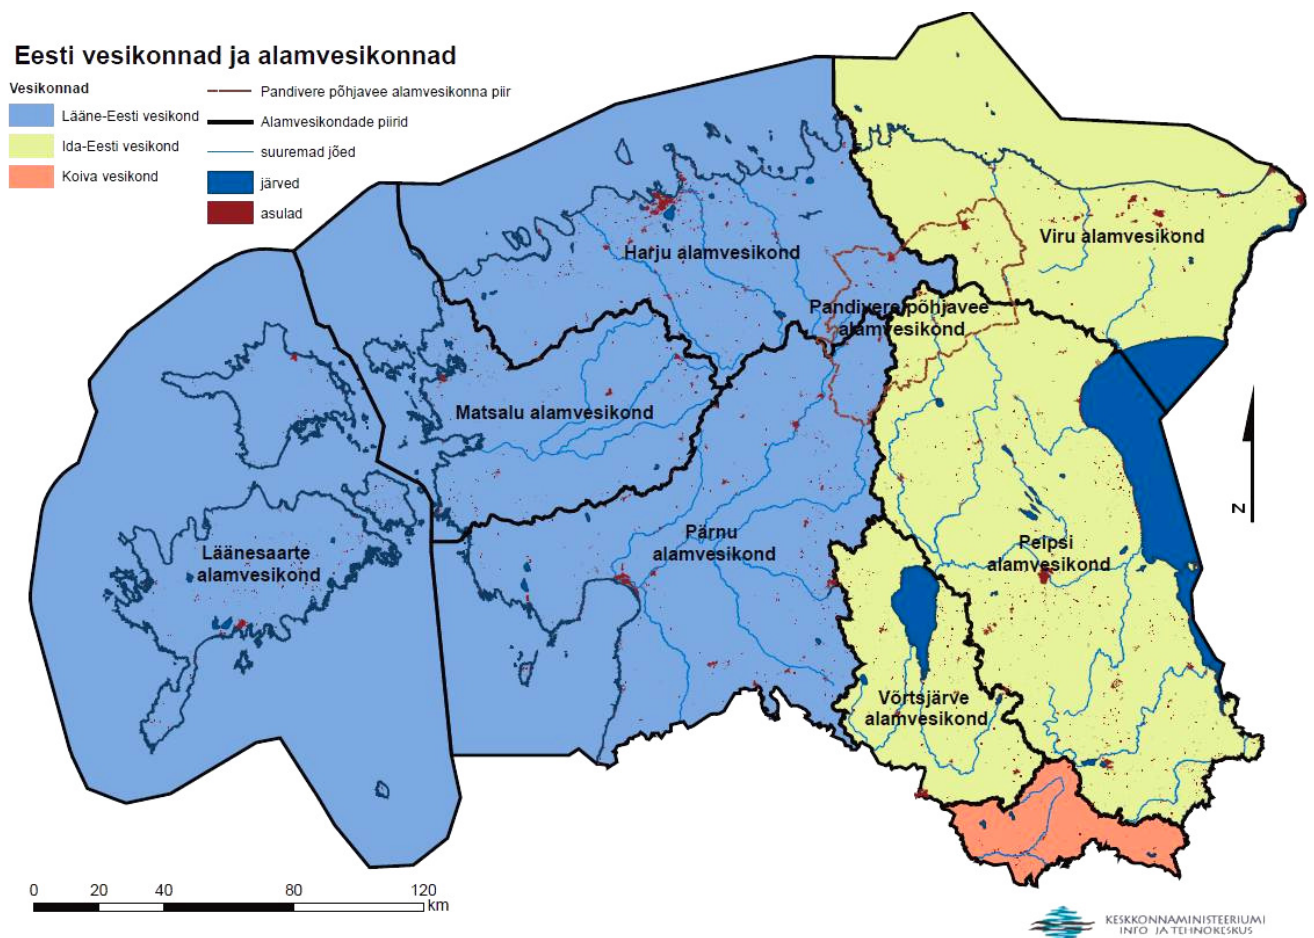 Eesti vesikonnad ja alamvesikonnad
Vesikonnad
Lääne-Eesti vesikond
Ida-Eesti vesikond
Koiva vesikond
Pandivere põhjavee alamvesikonna piir
Alamvesikondade piirid
suuremad jõed
järved
asulad
Harju alamvesikond
Viru alamvesikond
Pandivere põhjavee
alamvesikond
Matsalu alamvesikond
Läänesaarte
alamvesikond
Pärnu
alamvesikond
Peipsi
alamvesikond
Võrtsjärve
alamvesikond
N
0 20 40 80 120
km
KESKKONNAMINISTEERIUMI
INFO JA TEHNOKESKUS